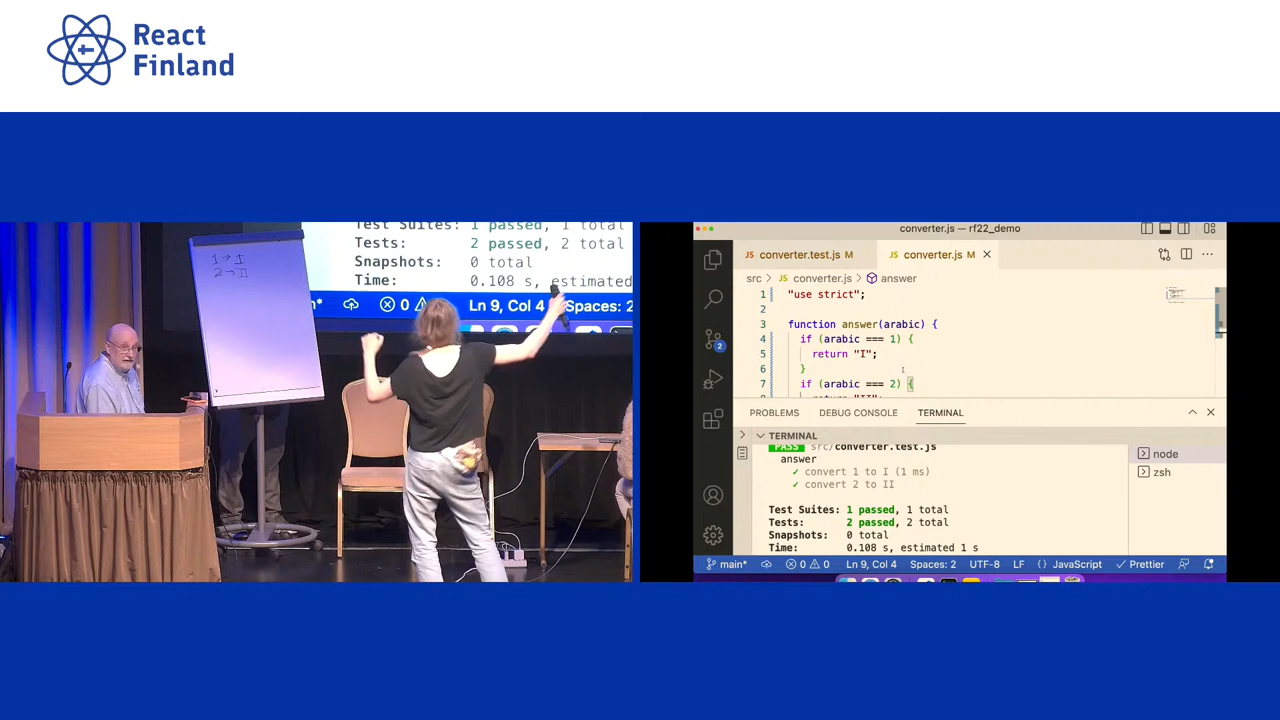 React
Finland
1 → I
2 → II
Test Suites: 1 passed, 1 total
Tests: 2 passed, 2 total
Snapshots: 0 total
Time: 0.108 s, estimated
0
Ln 9, Col 4
Spaces: 2
converter.js — rf22_demo
JS converter.test.js M
JS converter.js M
src > JS converter.js > answer
1 "use strict";
2
3 function answer(arabic) {
4 if (arabic === 1) {
5 return "I";
6 }
7 if (arabic === 2) {
2
PROBLEMS DEBUG CONSOLE TERMINAL
TERMINAL
PASS src/converter.test.js
answer
✓ convert 1 to I (1 ms)
✓ convert 2 to II
Test Suites: 1 passed, 1 total
Tests: 2 passed, 2 total
Snapshots: 0 total
Time: 0.108 s, estimated 1 s
node
zsh
main* 0 0 Ln 9, Col 4 Spaces: 2 UTF-8 LF {} JavaScript ✓ Prettier